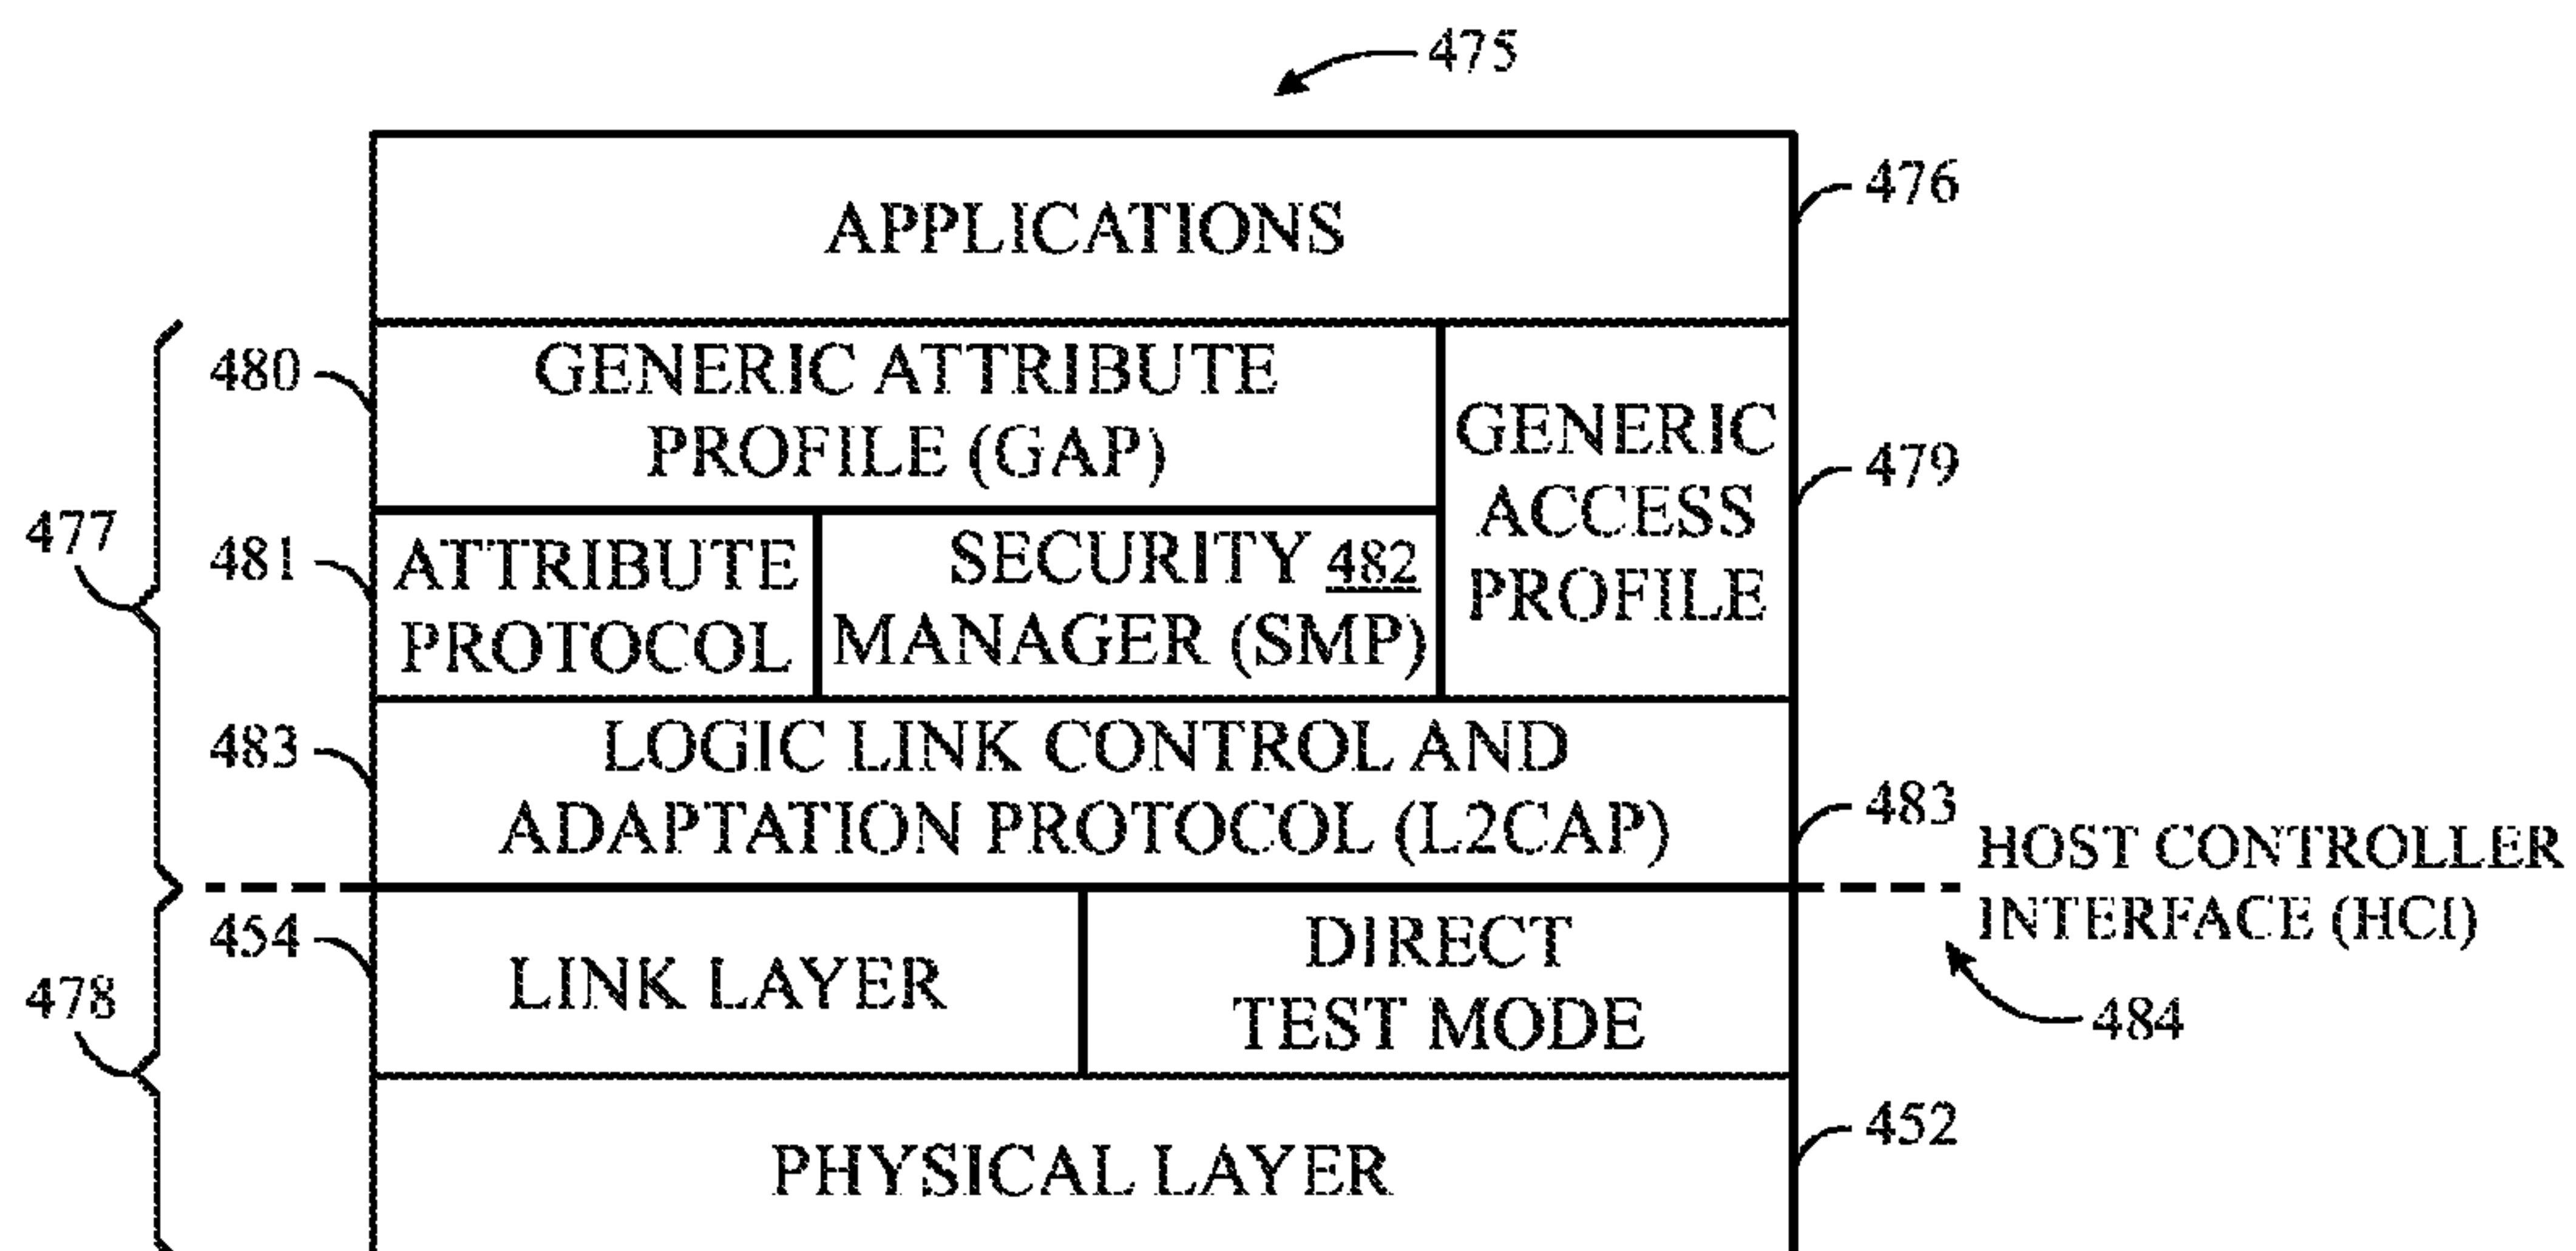 475
APPLICATIONS
476
480
GENERIC ATTRIBUTE
PROFILE (GAP)
GENERIC
ACCESS
PROFILE
479
477
481
ATTRIBUTE
PROTOCOL
SECURITY 482
MANAGER (SMP)
483
LOGIC LINK CONTROL AND
ADAPTATION PROTOCOL (L2CAP)
483
HOST CONTROLLER
INTERFACE (HCI)
484
454
LINK LAYER
DIRECT
TEST MODE
478
PHYSICAL LAYER
452